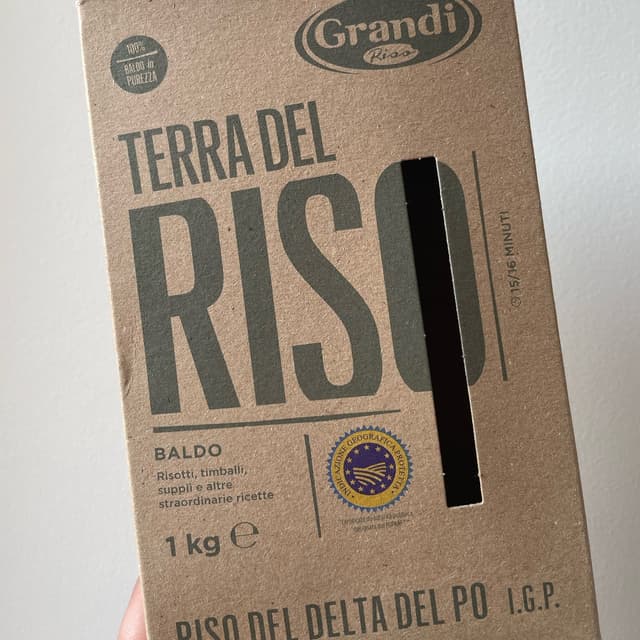 Grandi
Riso
100%
BALDO in
PUREZZA
TERRA DEL
RISO
15/16 MINUTI
BALDO
Risotti, timballi,
supplì e altre
straordinarie ricette
INDICAZIONE GEOGRAFICA PROTETTA
1 kg ℮
RISO DEL DELTA DEL PO I.G.P.